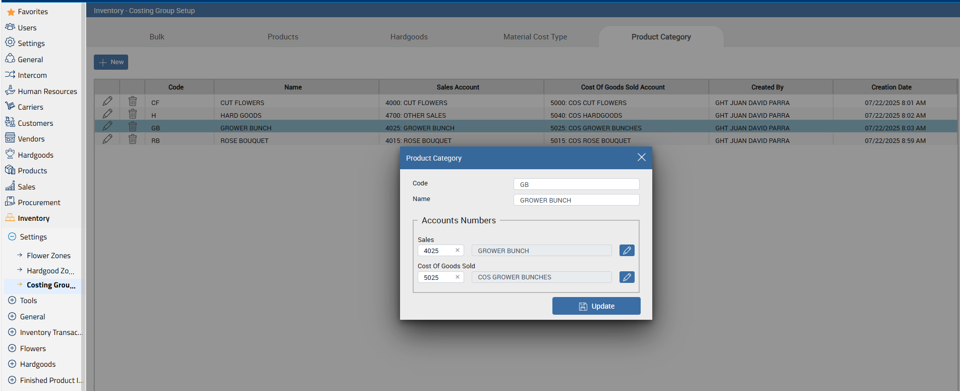 Favorites
Users
Settings
General
Intercom
Human Resources
Carriers
Customers
Vendors
Hardgoods
Products
Sales
Procurement
Inventory
Settings
Flower Zones
Hardgood Zo...
Costing Grou...
Tools
General
Inventory Transac...
Flowers
Hardgoods
Finished Product I...
Inventory - Costing Group Setup
Bulk Products Hardgoods Material Cost Type Product Category
+ New
Code Name Sales Account Cost Of Goods Sold Account Created By Creation Date
CF CUT FLOWERS 4000: CUT FLOWERS 5000: COS CUT FLOWERS GHT JUAN DAVID PARRA 07/22/2025 8:01 AM
H HARD GOODS 4700: OTHER SALES 5040: COS HARDGOODS GHT JUAN DAVID PARRA 07/22/2025 8:02 AM
GB GROWER BUNCH 4025: GROWER BUNCH 5025: COS GROWER BUNCHES GHT JUAN DAVID PARRA 07/22/2025 8:03 AM
RB ROSE BOUQUET 4015: ROSE BOUQUET 5015: COS ROSE BOUQUET GHT JUAN DAVID PARRA 07/22/2025 8:59 AM
Product Category
Code GB
Name GROWER BUNCH
Accounts Numbers
Sales
4025 × GROWER BUNCH
Cost Of Goods Sold
5025 × COS GROWER BUNCHES
Update